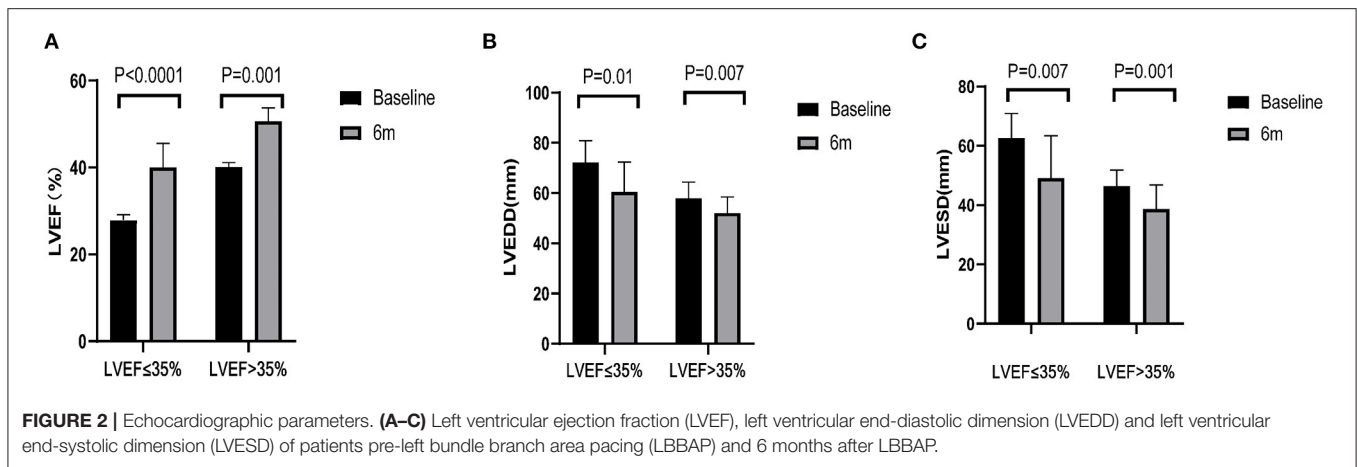 A
P<0.0001 P=0.001
60
40
20
0
LVEF (%)
Baseline
6m
LVEF≤35% LVEF>35%
B
P=0.01 P=0.007
100
80
60
40
20
0
LVEDD(mm)
Baseline
6m
LVEF≤35% LVEF>35%
C
P=0.007 P=0.001
80
60
40
20
0
LVESD(mm)
Baseline
6m
LVEF≤35% LVEF>35%
FIGURE 2 | Echocardiographic parameters. (A–C) Left ventricular ejection fraction (LVEF), left ventricular end-diastolic dimension (LVEDD) and left ventricular
end-systolic dimension (LVESD) of patients pre-left bundle branch area pacing (LBBAP) and 6 months after LBBAP.